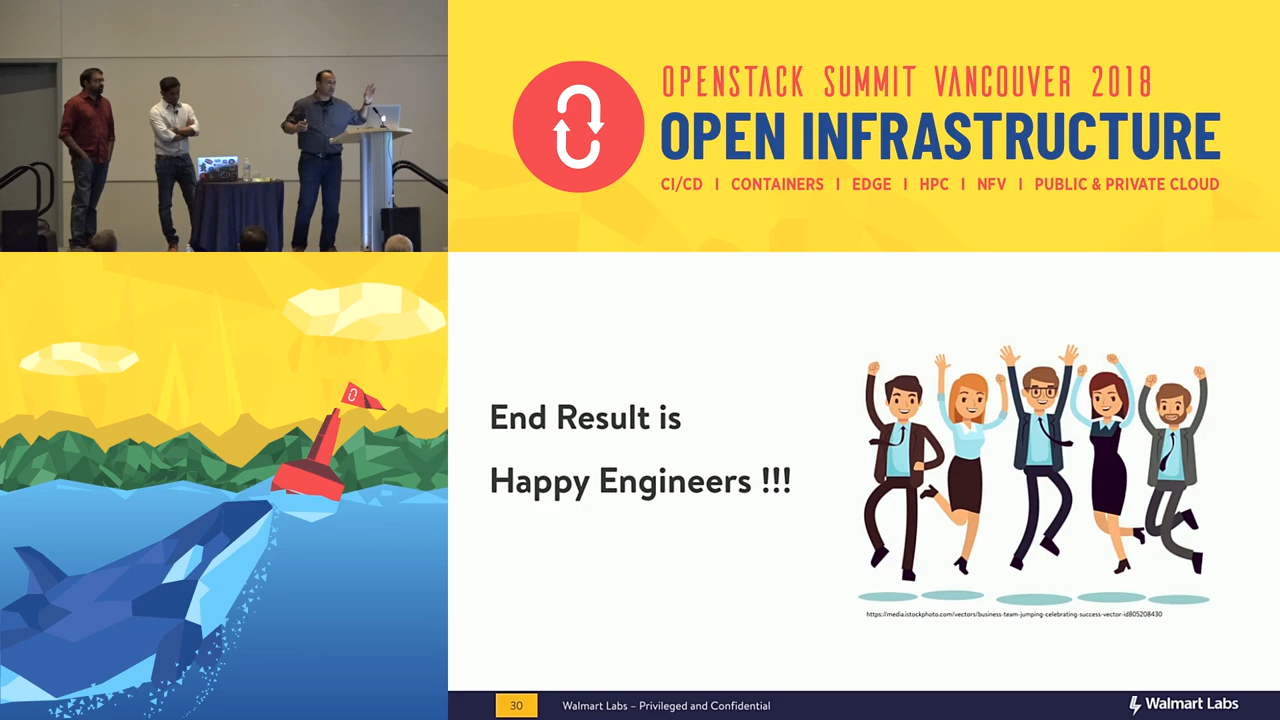 OPENSTACK SUMMIT VANCOUVER 2018
OPEN INFRASTRUCTURE
CI/CD | CONTAINERS | EDGE | HPC | NFV | PUBLIC & PRIVATE CLOUD
End Result is
Happy Engineers !!!
https://media.istockphoto.com/vectors/business-team-jumping-celebrating-success-vector-id805208430
30
Walmart Labs – Privileged and Confidential
Walmart Labs